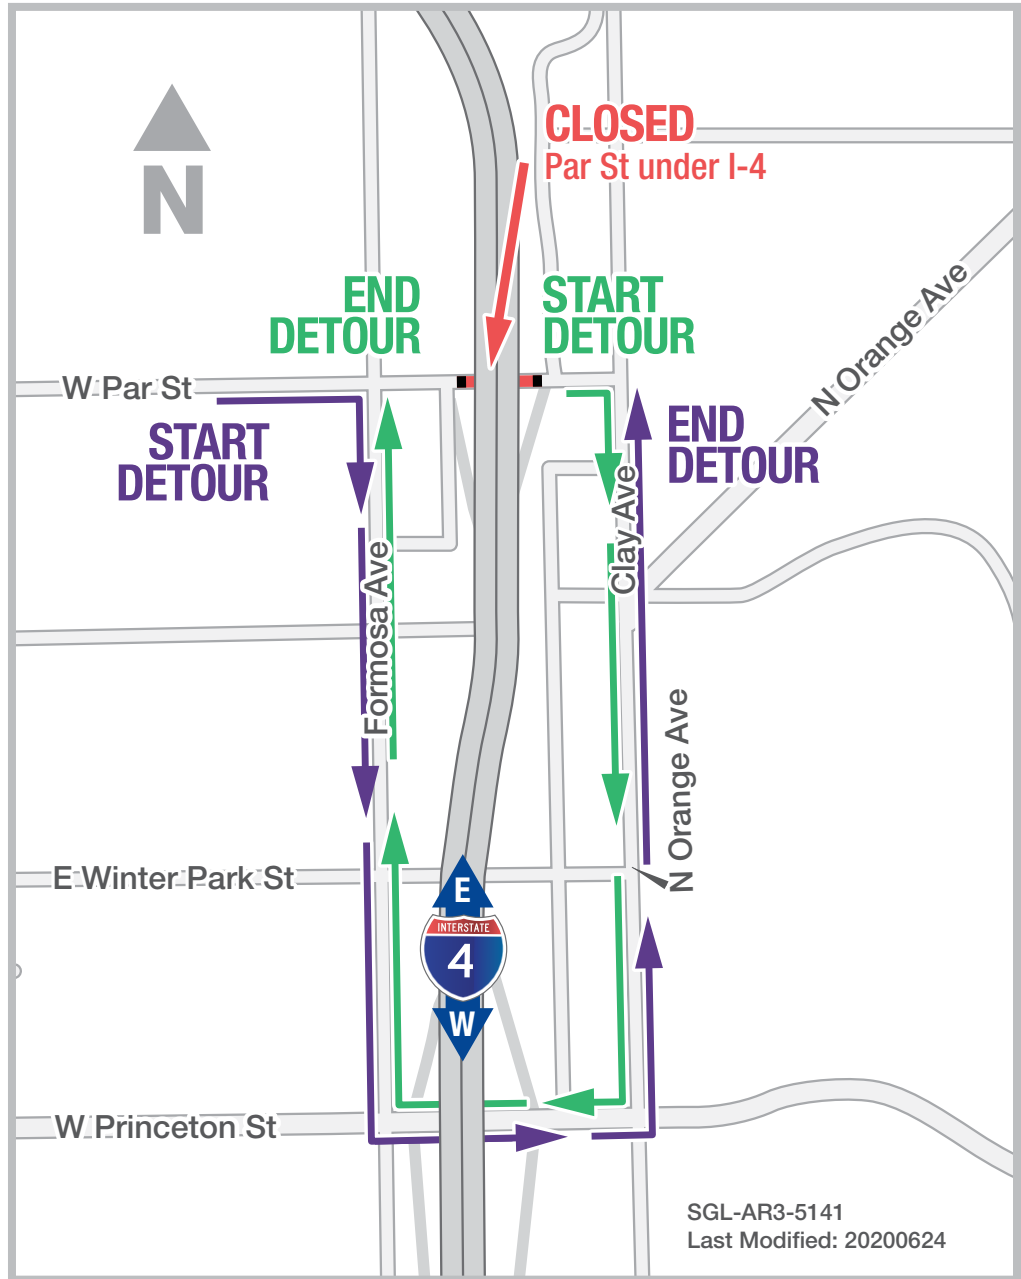 CLOSED
Par St under I-4
N
END
DETOUR
START
DETOUR
N Orange Ave
W Par St
START
DETOUR
END
DETOUR
Clay Ave
Formosa Ave
N Orange Ave
E Winter Park St
E
INTERSTATE
4
W
W Princeton St
SGL-AR3-5141
Last Modified: 20200624